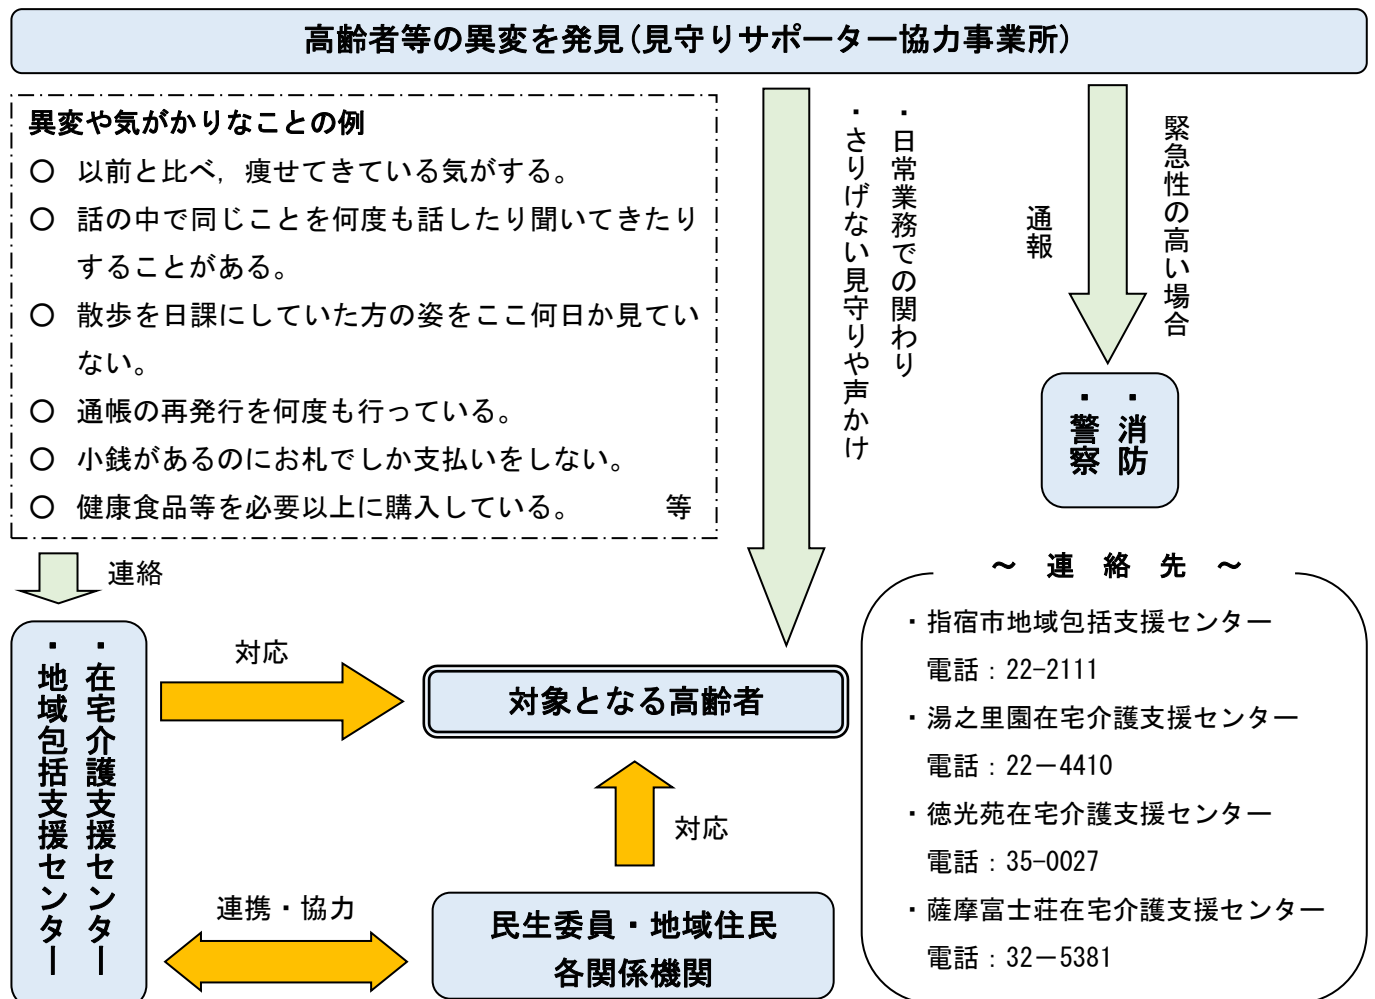 高齢者等の異変を発見(見守りサポーター協力事業所)
異変や気がかりなことの例
○ 以前と比べ，痩せてきている気がする。
○ 話の中で同じことを何度も話したり聞いてきたり
することがある。
○ 散歩を日課にしていた方の姿をここ何日か見てい
ない。
○ 通帳の再発行を何度も行っている。
○ 小銭があるのにお札でしか支払いをしない。
○ 健康食品等を必要以上に購入している。 等
・日常業務での関わり
・さりげない見守りや声かけ
緊急性の高い場合
通報
・消防
・警察
連絡
・在宅介護支援センター
・地域包括支援センター
対応
対象となる高齢者
対応
連携・協力
民生委員・地域住民
各関係機関
～ 連 絡 先 ～
・指宿市地域包括支援センター
電話：22-2111
・湯之里園在宅介護支援センター
電話：22－4410
・徳光苑在宅介護支援センター
電話：35-0027
・薩摩富士荘在宅介護支援センター
電話：32－5381